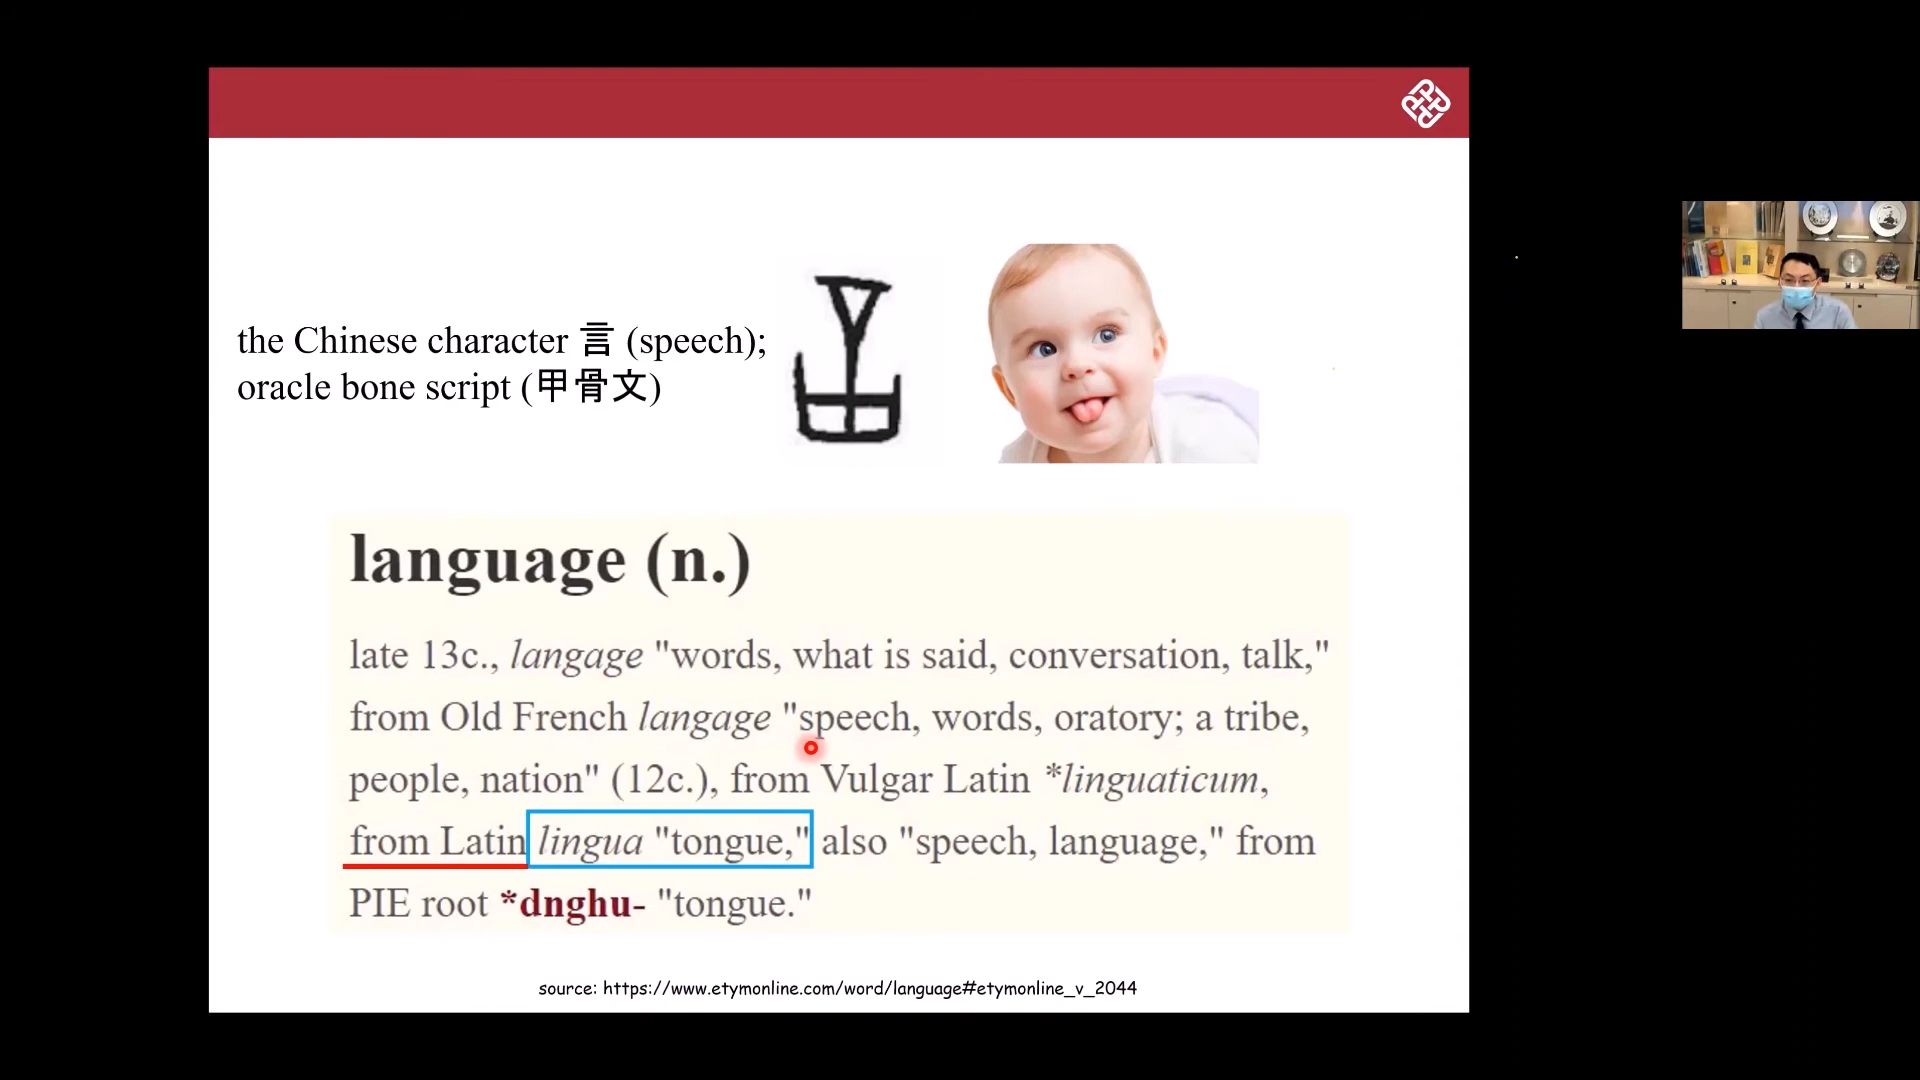 the Chinese character 言 (speech);
oracle bone script (甲骨文)
language (n.)
late 13c., langage "words, what is said, conversation, talk,"
from Old French langage "speech, words, oratory; a tribe,
people, nation" (12c.), from Vulgar Latin *linguaticum,
from Latin lingua "tongue," also "speech, language," from
PIE root *dnghu- "tongue."
source: https://www.etymonline.com/word/language#etymonline_v_2044